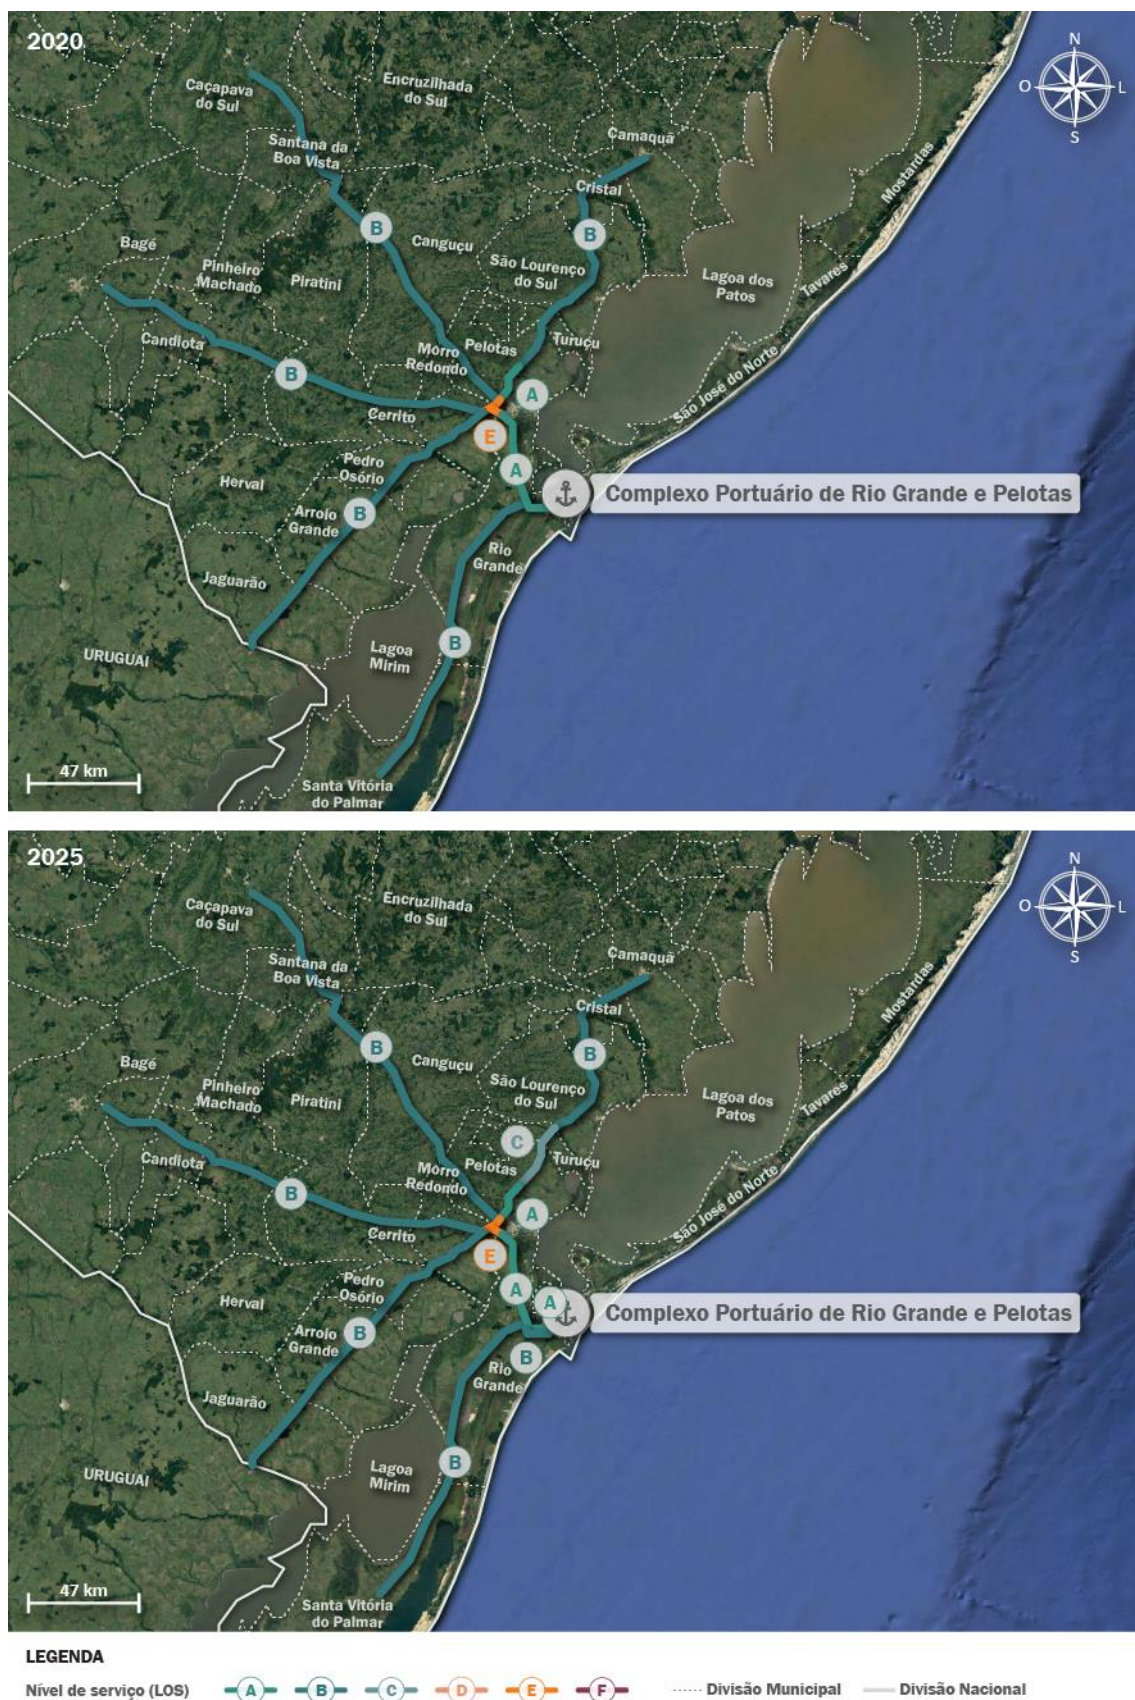 2020
N
O
L
S
Caçapava
do Sul
Encruzilhada
do Sul
Santana da
Boa Vista
Camaquã
Cristal
Mostardas
B
B
Bagé
Canguçu
Pinheiro
Machado
Piratini
São Lourenço
do Sul
Lagoa dos
Patos
Tavares
Candiota
Pelotas
Turuçu
Morro
Redondo
São José do Norte
B
A
Cerrito
E
Pedro
Osório
A
Herval
Complexo Portuário de Rio Grande e Pelotas
Arroio
Grande
B
Rio
Grande
Jaguarão
B
Lagoa
Mirim
URUGUAI
47 km
Santa Vitória
do Palmar
2025
N
O
L
S
Caçapava
do Sul
Encruzilhada
do Sul
Santana da
Boa Vista
Camaquã
Cristal
Mostardas
B
B
Bagé
Canguçu
Pinheiro
Machado
Piratini
São Lourenço
do Sul
Lagoa dos
Patos
Tavares
C
Candiota
Pelotas
Turuçu
Morro
Redondo
São José do Norte
B
A
Cerrito
E
Pedro
Osório
A
A
Herval
Complexo Portuário de Rio Grande e Pelotas
Arroio
Grande
B
B
Rio
Grande
Jaguarão
B
Lagoa
Mirim
URUGUAI
47 km
Santa Vitória
do Palmar
LEGENDA
Nível de serviço (LOS) A B C D E F Divisão Municipal Divisão Nacional